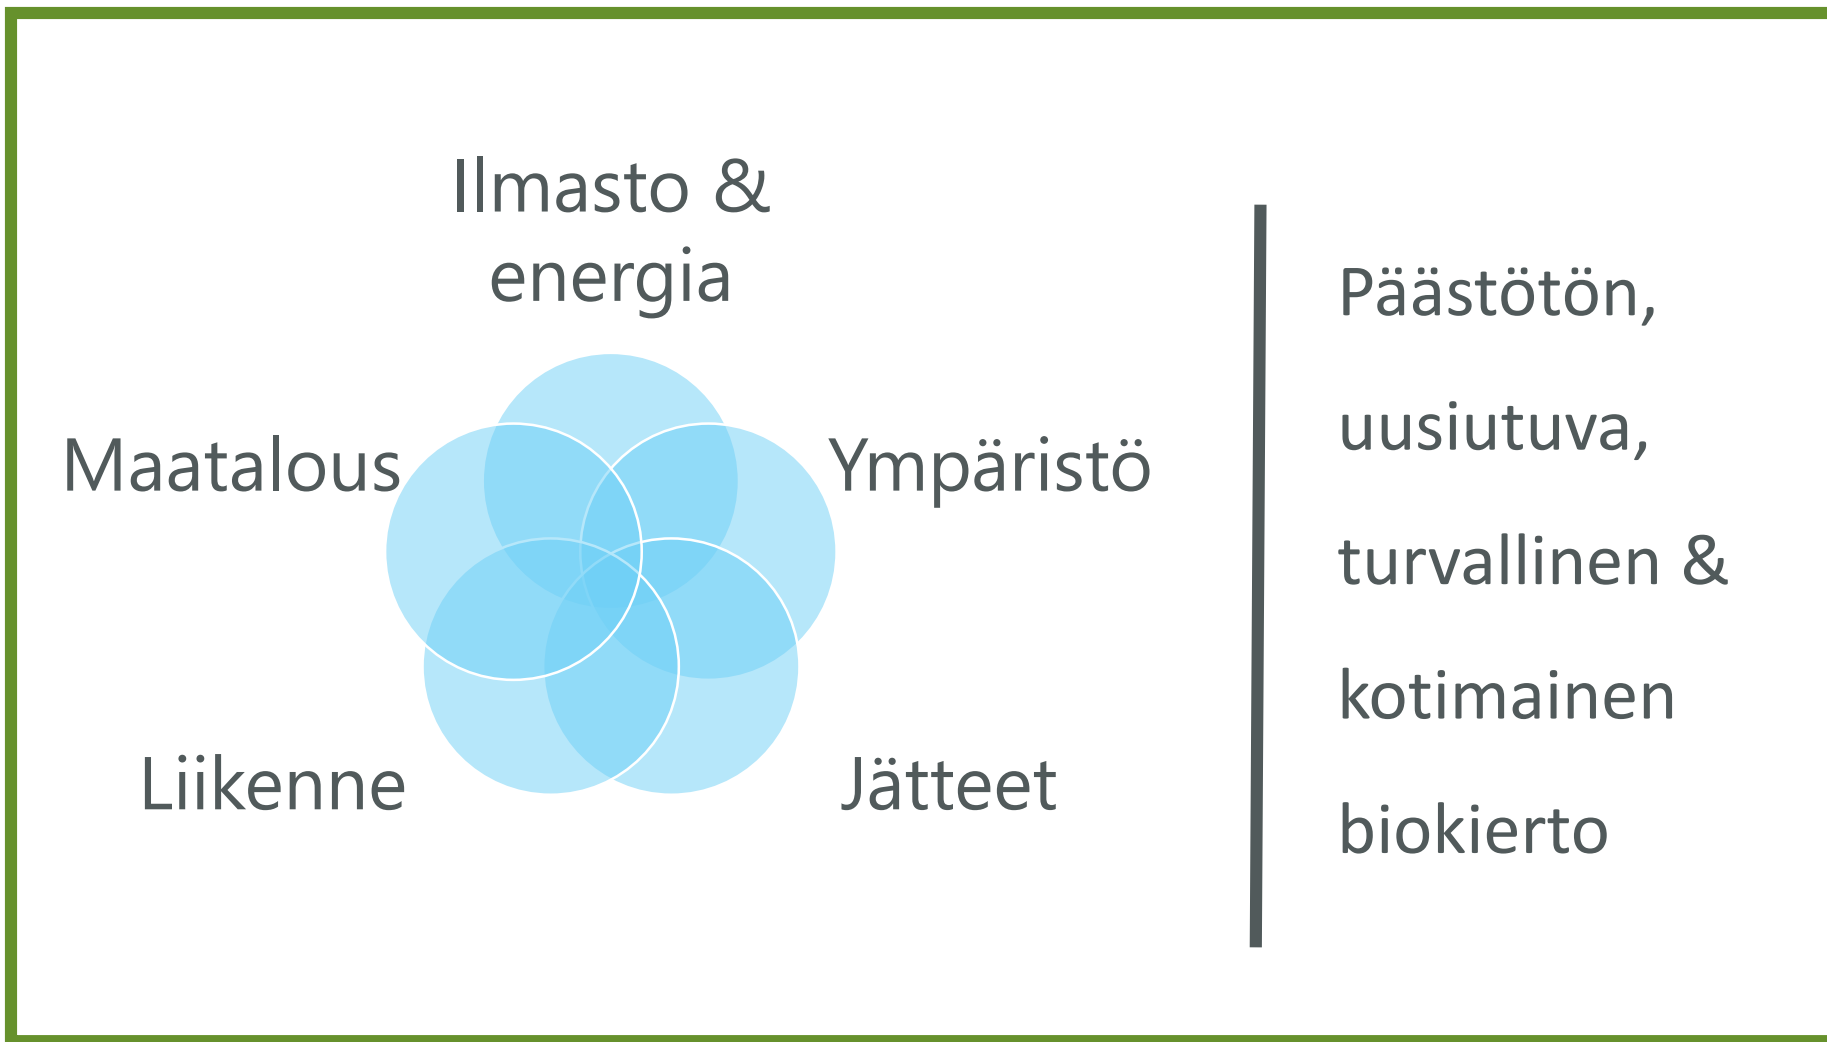 Ilmasto &
energia
Maatalous
Ympäristö
Liikenne
Jätteet
Päästötön,
uusiutuva,
turvallinen &
kotimainen
biokierto